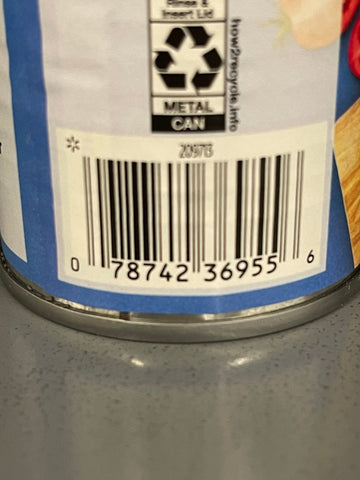 Rinse &
Insert Lid
METAL
CAN
how2recycle.info
209713
0 78742 36955 6